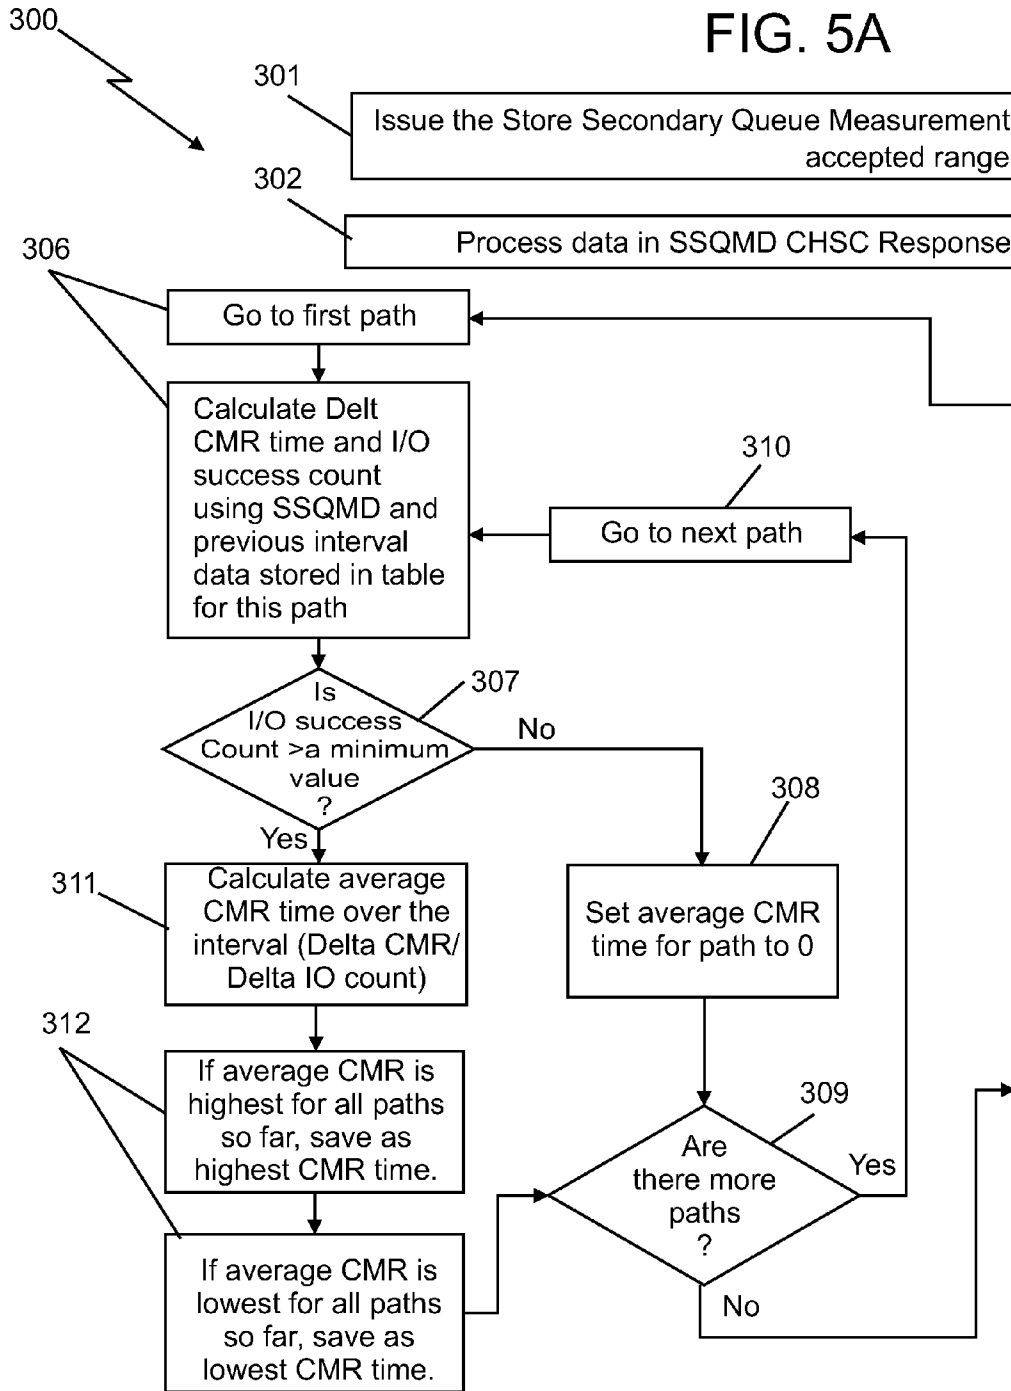 300
FIG. 5A
301
Issue the Store Secondary Queue Measurement
accepted range
302
Process data in SSQMD CHSC Response
306
Go to first path
Calculate Delt
CMR time and I/O
success count
using SSQMD and
previous interval
data stored in table
for this path
310
Go to next path
307
Is
I/O success
Count >a minimum
value
?
No
Yes
308
Set average CMR
time for path to 0
311
Calculate average
CMR time over the
interval (Delta CMR/
Delta IO count)
312
If average CMR is
highest for all paths
so far, save as
highest CMR time.
309
Are
there more
paths
?
Yes
No
If average CMR is
lowest for all paths
so far, save as
lowest CMR time.